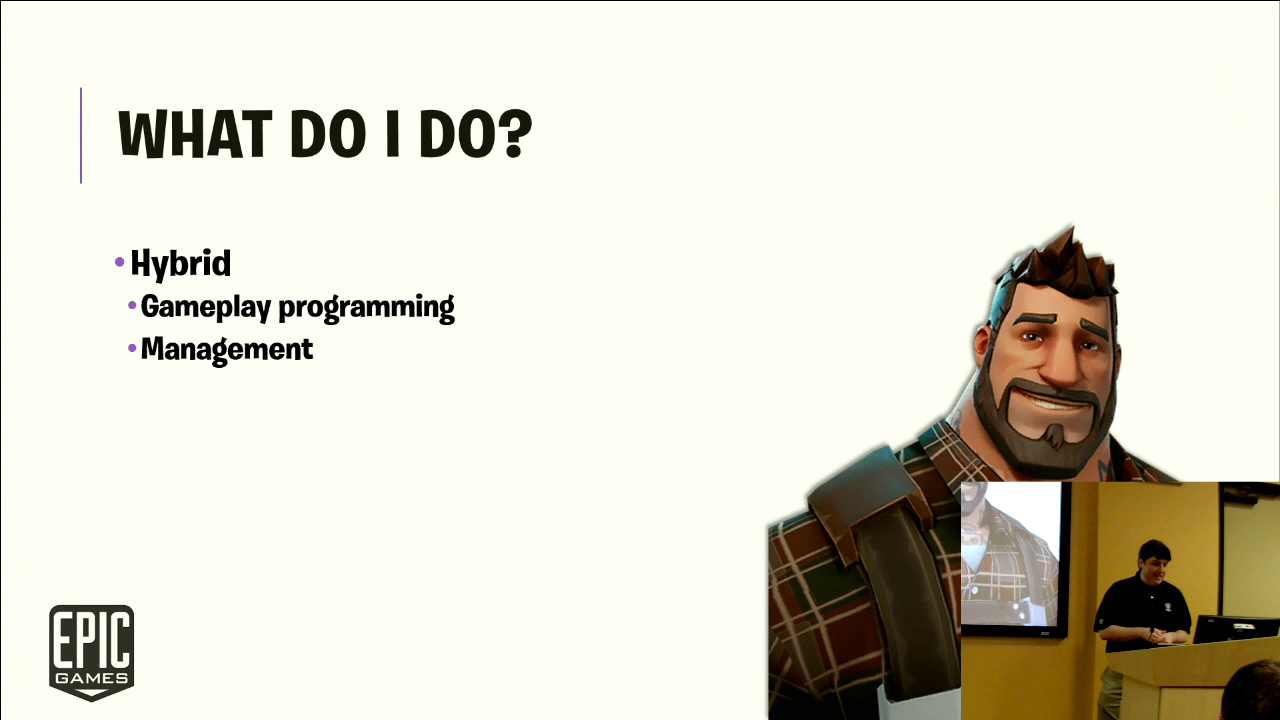 WHAT DO I DO?
•Hybrid
•Gameplay programming
•Management
EPIC
GAMES